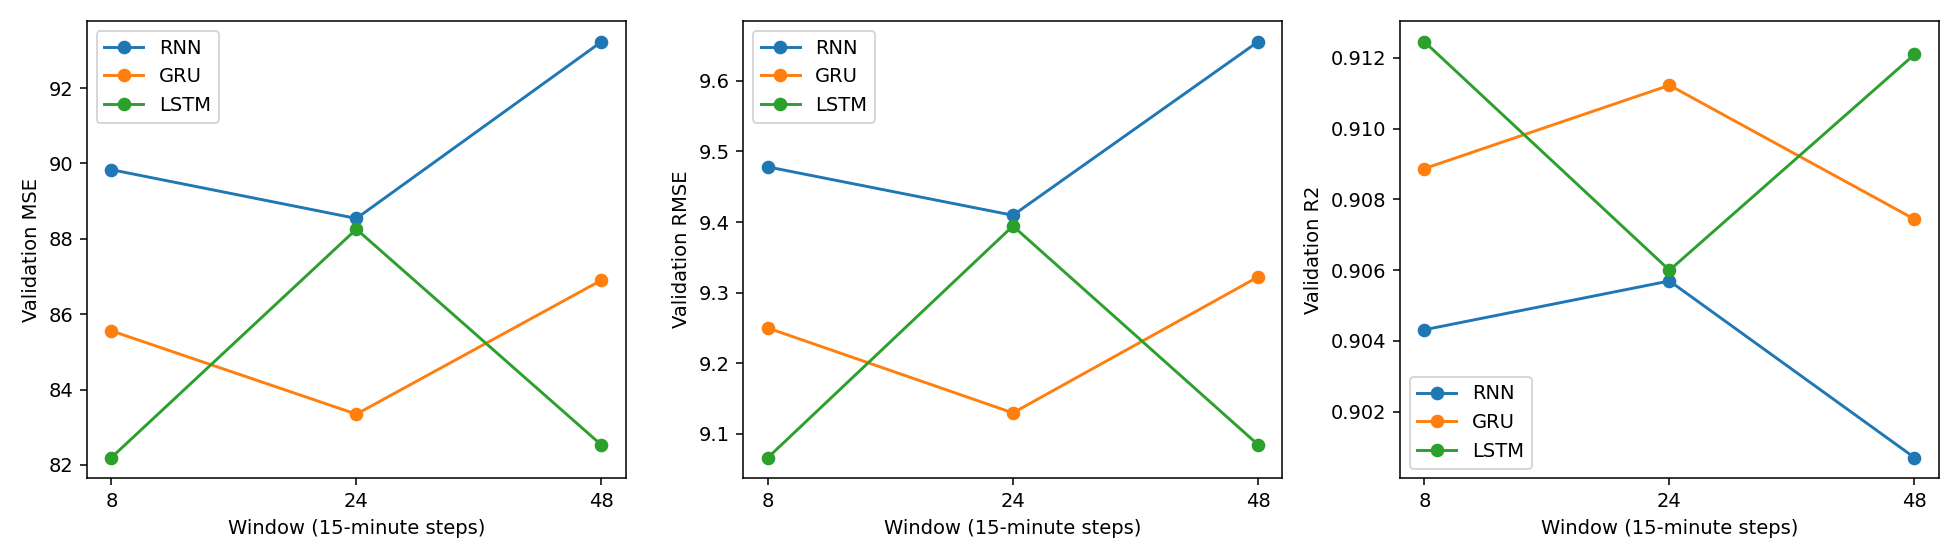 Validation MSE
92
90
88
86
84
82
RNN
GRU
LSTM
8
24
48
Window (15-minute steps)
Validation RMSE
9.6
9.5
9.4
9.3
9.2
9.1
RNN
GRU
LSTM
8
24
48
Window (15-minute steps)
Validation R2
0.912
0.910
0.908
0.906
0.904
0.902
RNN
GRU
LSTM
8
24
48
Window (15-minute steps)